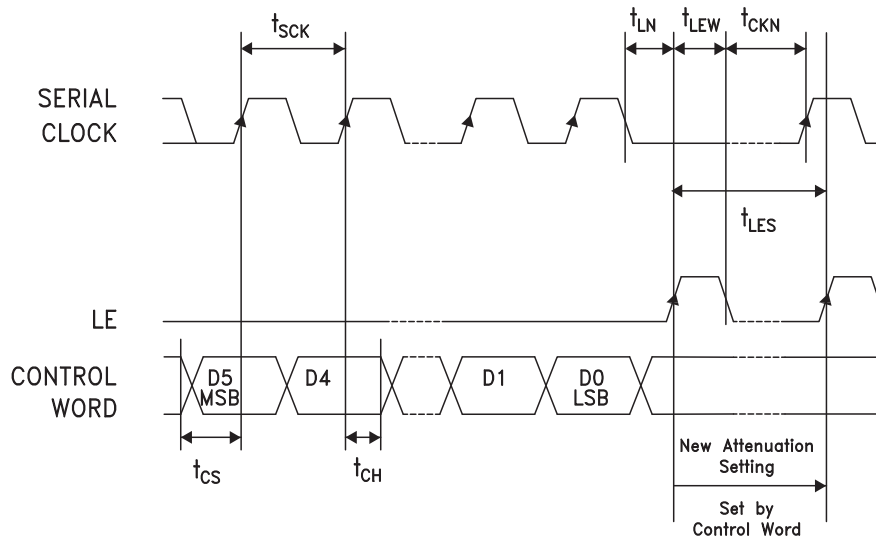 tSCK
tLN
tLEW
tCKN
SERIAL
CLOCK
tLES
LE
CONTROL
WORD
D5
MSB
D4
D1
D0
LSB
tCS
tCH
New Attenuation
Setting
Set by
Control Word